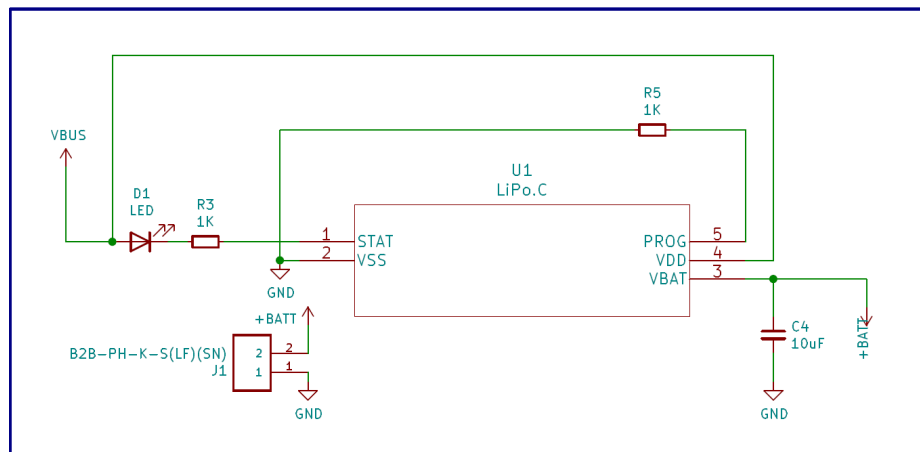 R5
1K
VBUS
U1
LiPo.C
D1
LED
R3
1K
1
STAT
PROG
5
2
VSS
VDD
4
VBAT
3
GND
+BATT
C4
10uF
+BATT
B2B-PH-K-S(LF)(SN)
J1
2
2
1
1
GND
GND